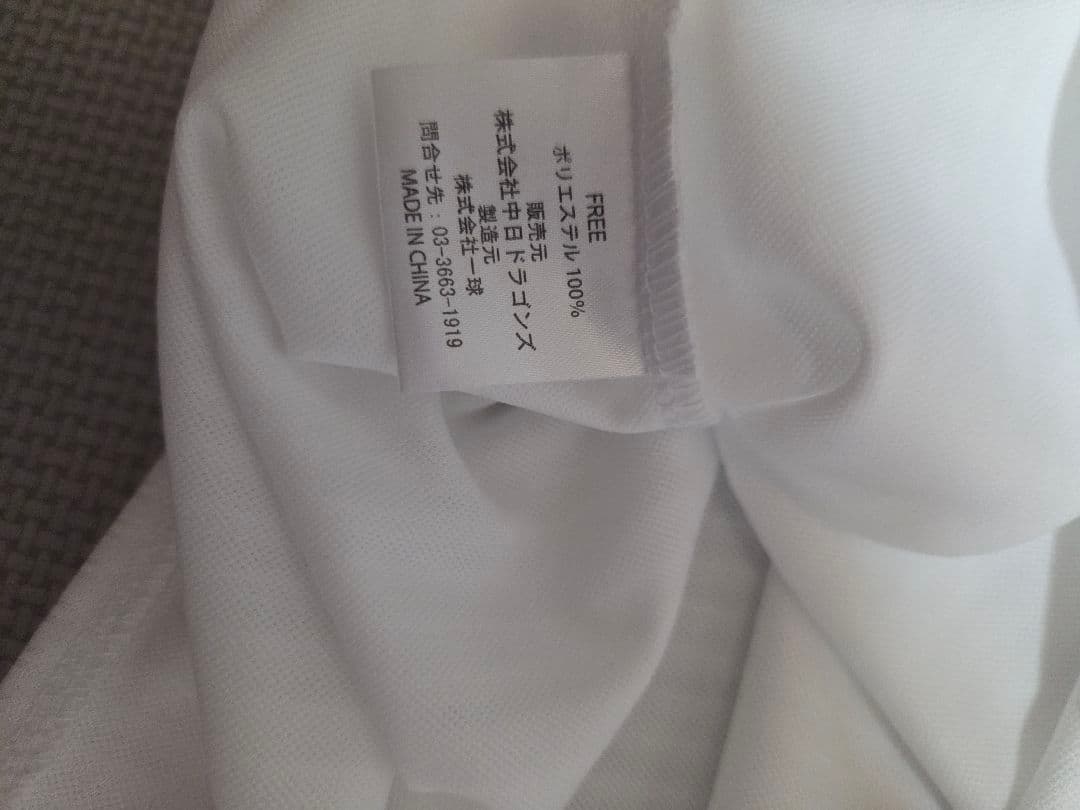 FREE
ポリエステル 100%
販売元
株式会社中日ドラゴンズ
製造元
株式会社一球
問合せ先：03-3663-1919
MADE IN CHINA